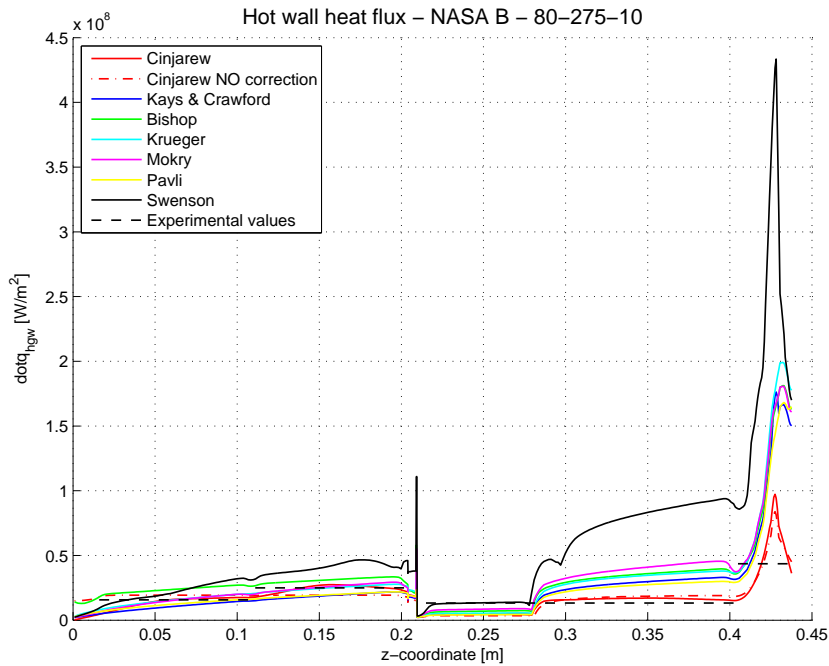 Hot wall heat flux – NASA B – 80–275–10
x 10^8
4.5
4
3.5
3
2.5
2
1.5
1
0.5
0
dotq_hgw [W/m^2]
Cinjarew
Cinjarew NO correction
Kays & Crawford
Bishop
Krueger
Mokry
Pavli
Swenson
Experimental values
0 0.05 0.1 0.15 0.2 0.25 0.3 0.35 0.4 0.45
z–coordinate [m]